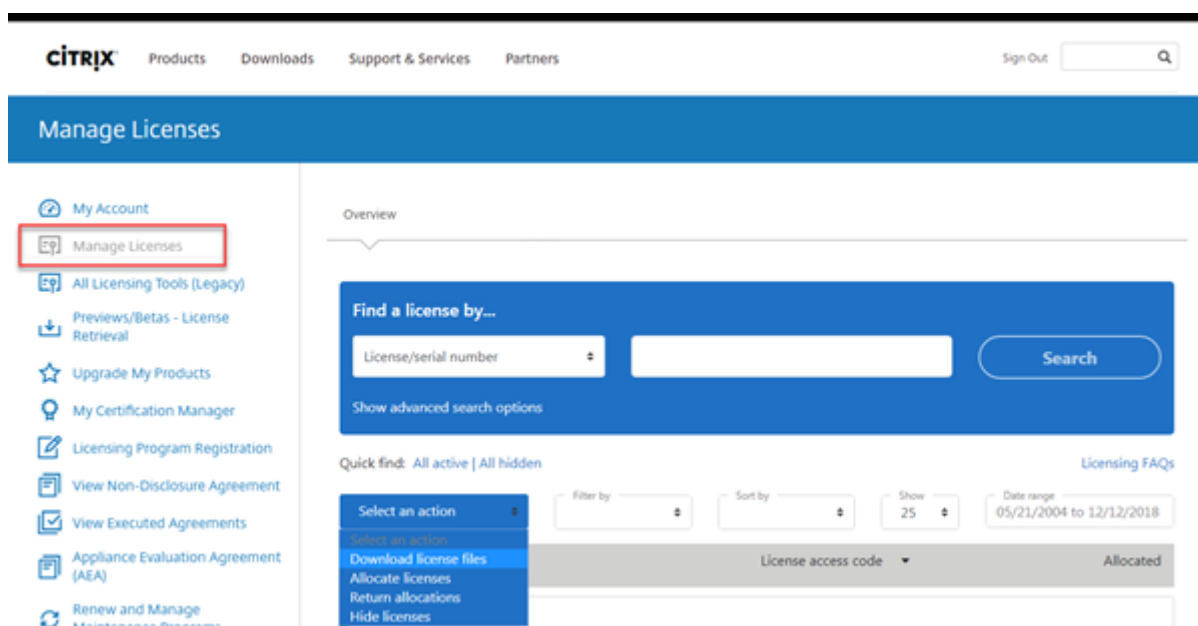 CİTRIX Products Downloads Support & Services Partners Sign Out
Manage Licenses
My Account
Manage Licenses
All Licensing Tools (Legacy)
Previews/Betas - License
Retrieval
Upgrade My Products
My Certification Manager
Licensing Program Registration
View Non-Disclosure Agreement
View Executed Agreements
Appliance Evaluation Agreement
(AEA)
Renew and Manage
Maintenance Programs
Overview
Find a license by...
License/serial number Search
Show advanced search options
Quick find: All active | All hidden Licensing FAQs
Select an action Filter by Sort by Show 25 Date range 05/21/2004 to 12/12/2018
Select an action
Download license files
Allocate licenses
Return allocations
Hide licenses
License access code Allocated